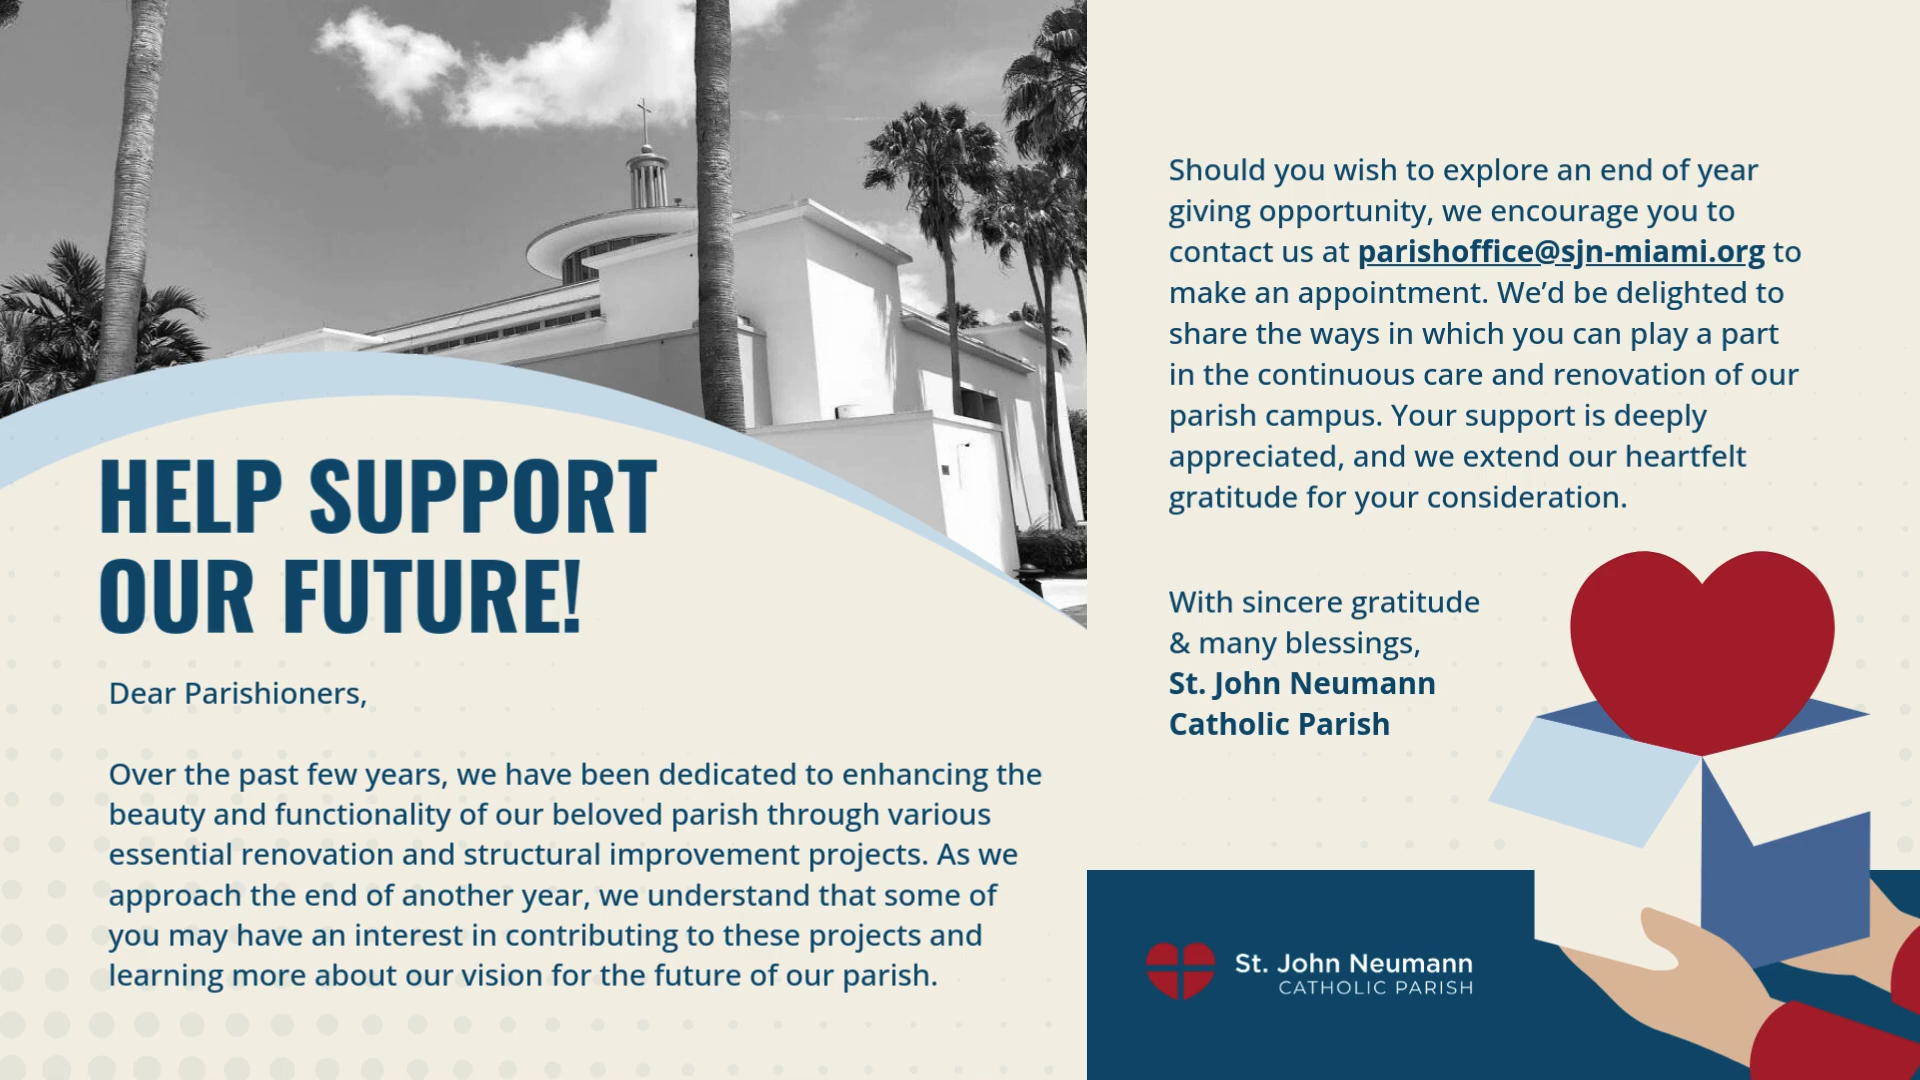 HELP SUPPORT
OUR FUTURE!
Dear Parishioners,
Over the past few years, we have been dedicated to enhancing the
beauty and functionality of our beloved parish through various
essential renovation and structural improvement projects. As we
approach the end of another year, we understand that some of
you may have an interest in contributing to these projects and
learning more about our vision for the future of our parish.
Should you wish to explore an end of year
giving opportunity, we encourage you to
contact us at parishoffice@sjn-miami.org to
make an appointment. We’d be delighted to
share the ways in which you can play a part
in the continuous care and renovation of our
parish campus. Your support is deeply
appreciated, and we extend our heartfelt
gratitude for your consideration.
With sincere gratitude
& many blessings,
St. John Neumann
Catholic Parish
St. John Neumann
CATHOLIC PARISH